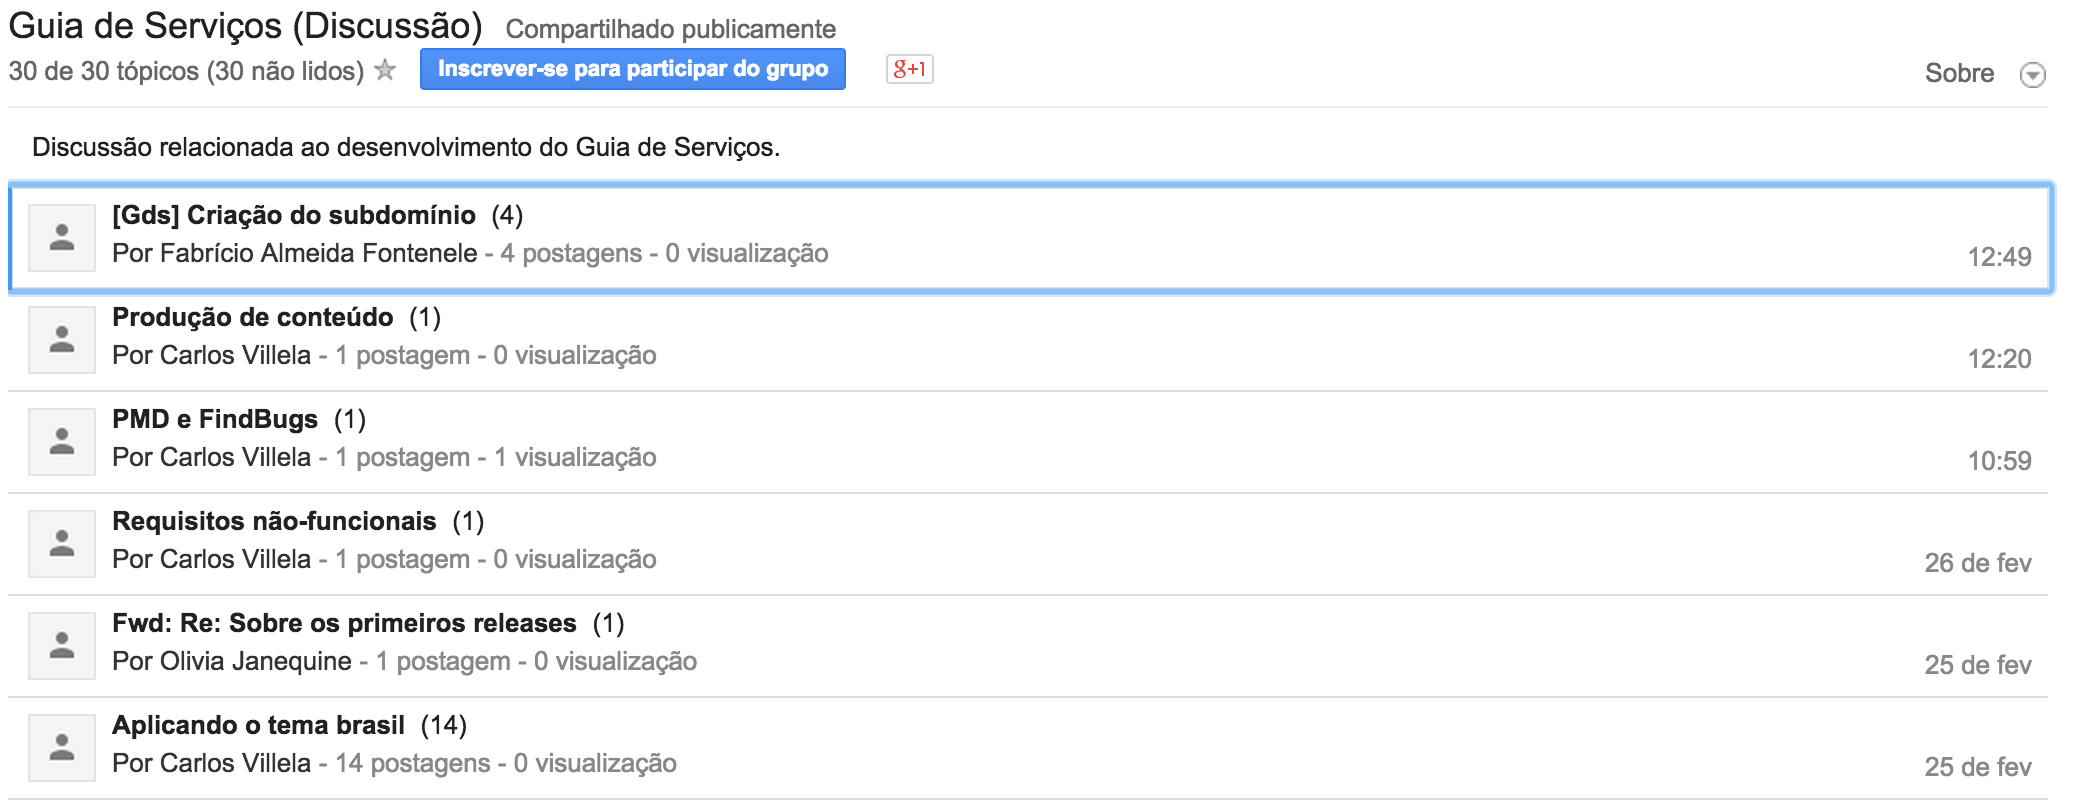 Guia de Serviços (Discussão) Compartilhado publicamente
30 de 30 tópicos (30 não lidos) Inscrever-se para participar do grupo g+1 Sobre
Discussão relacionada ao desenvolvimento do Guia de Serviços.
[Gds] Criação do subdomínio (4)
Por Fabrício Almeida Fontenele - 4 postagens - 0 visualização 12:49
Produção de conteúdo (1)
Por Carlos Villela - 1 postagem - 0 visualização 12:20
PMD e FindBugs (1)
Por Carlos Villela - 1 postagem - 1 visualização 10:59
Requisitos não-funcionais (1)
Por Carlos Villela - 1 postagem - 0 visualização 26 de fev
Fwd: Re: Sobre os primeiros releases (1)
Por Olivia Janequine - 1 postagem - 0 visualização 25 de fev
Aplicando o tema brasil (14)
Por Carlos Villela - 14 postagens - 0 visualização 25 de fev